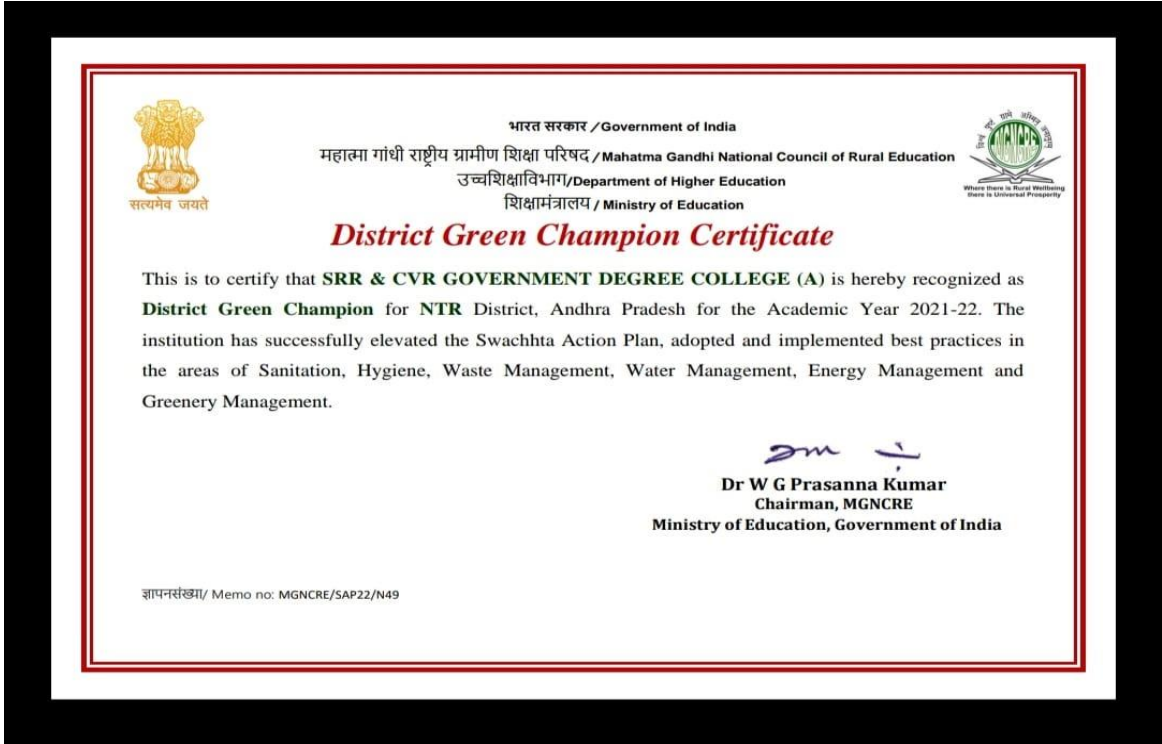 भारत सरकार /Government of India
महात्मा गांधी राष्ट्रीय ग्रामीण शिक्षा परिषद /Mahatma Gandhi National Council of Rural Education
उच्चशिक्षाविभाग/Department of Higher Education
शिक्षामंत्रालय / Ministry of Education
सत्यमेव जयते
MGNCRE
Where there is Rural Wellbeing
there is Universal Prosperity
District Green Champion Certificate
This is to certify that SRR & CVR GOVERNMENT DEGREE COLLEGE (A) is hereby recognized as
District Green Champion for NTR District, Andhra Pradesh for the Academic Year 2021-22. The
institution has successfully elevated the Swachhta Action Plan, adopted and implemented best practices in
the areas of Sanitation, Hygiene, Waste Management, Water Management, Energy Management and
Greenery Management.
Dr W G Prasanna Kumar
Chairman, MGNCRE
Ministry of Education, Government of India
ज्ञापनसंख्या/ Memo no: MGNCRE/SAP22/N49